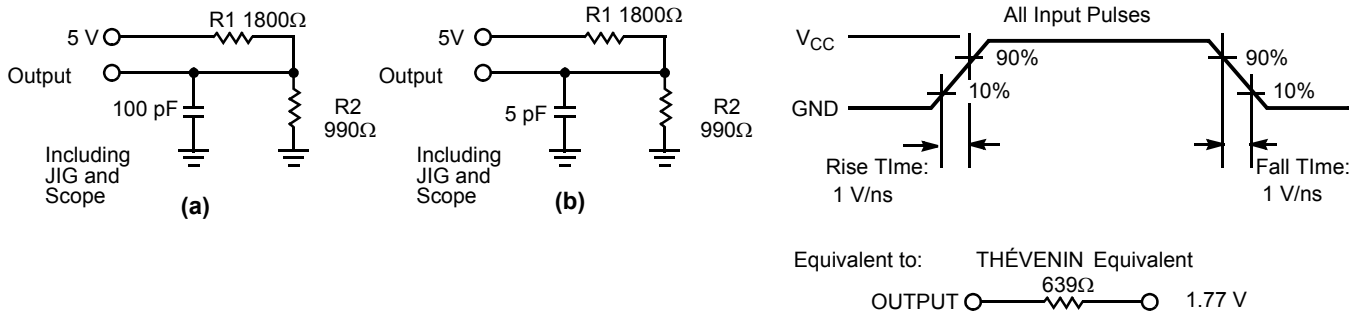 R1 1800Ω
5 V
Output
100 pF
R2
990Ω
Including
JIG and
Scope
(a)
R1 1800Ω
5V
Output
5 pF
R2
990Ω
Including
JIG and
Scope
(b)
All Input Pulses
VCC
90%
10%
GND
90%
10%
Rise TIme:
1 V/ns
Fall TIme:
1 V/ns
Equivalent to: THÉVENIN Equivalent
639Ω
OUTPUT 1.77 V